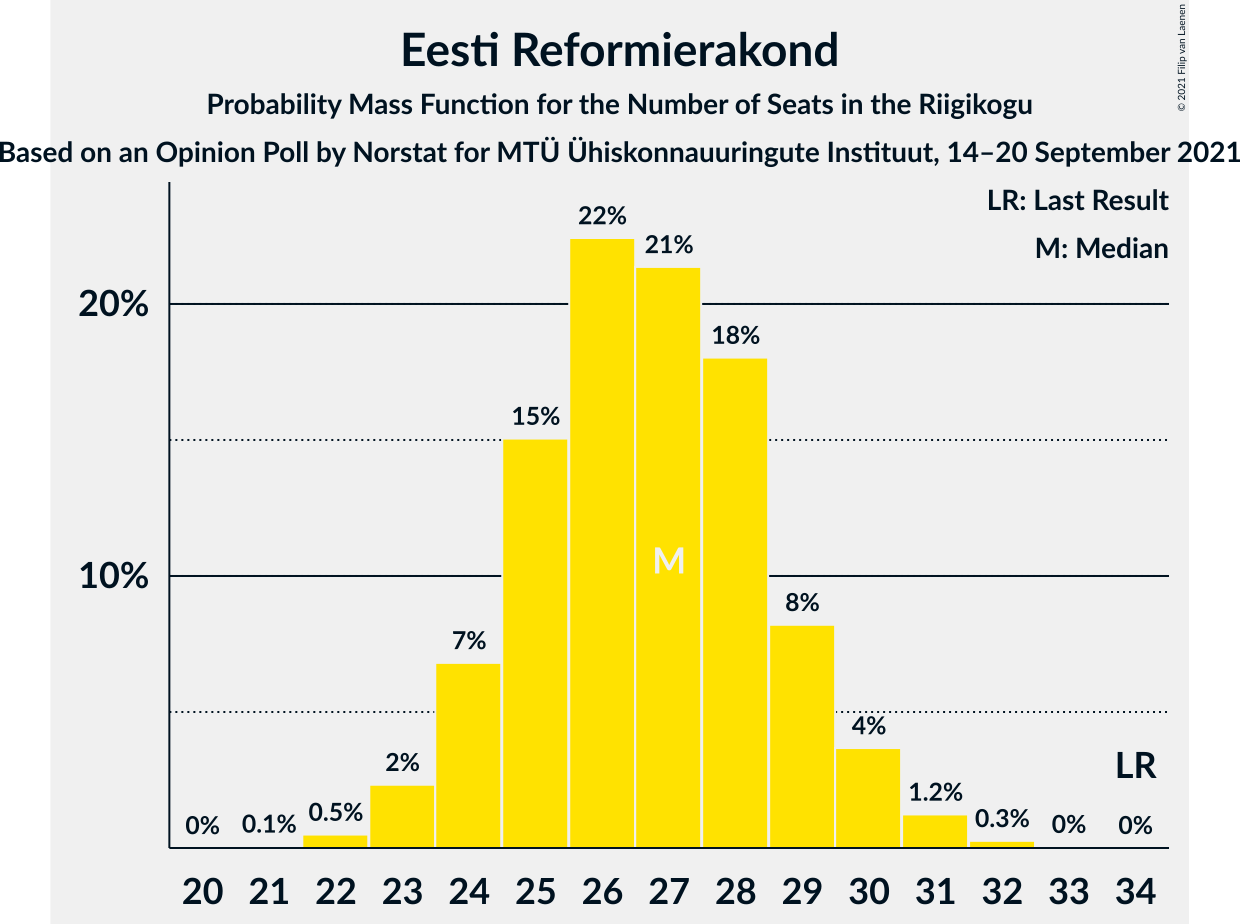 Eesti Reformierakond
Probability Mass Function for the Number of Seats in the Riigikogu
Based on an Opinion Poll by Norstat for MTÜ Ühiskonnauuringute Instituut, 14–20 September 2021
© 2021 Filip van Laenen
LR: Last Result
M: Median
22%
21%
20%
18%
15%
M
10%
8%
7%
4%
2%
LR
1.2%
0.5%
0.3%
0% 0.1% 0% 0%
20 21 22 23 24 25 26 27 28 29 30 31 32 33 34